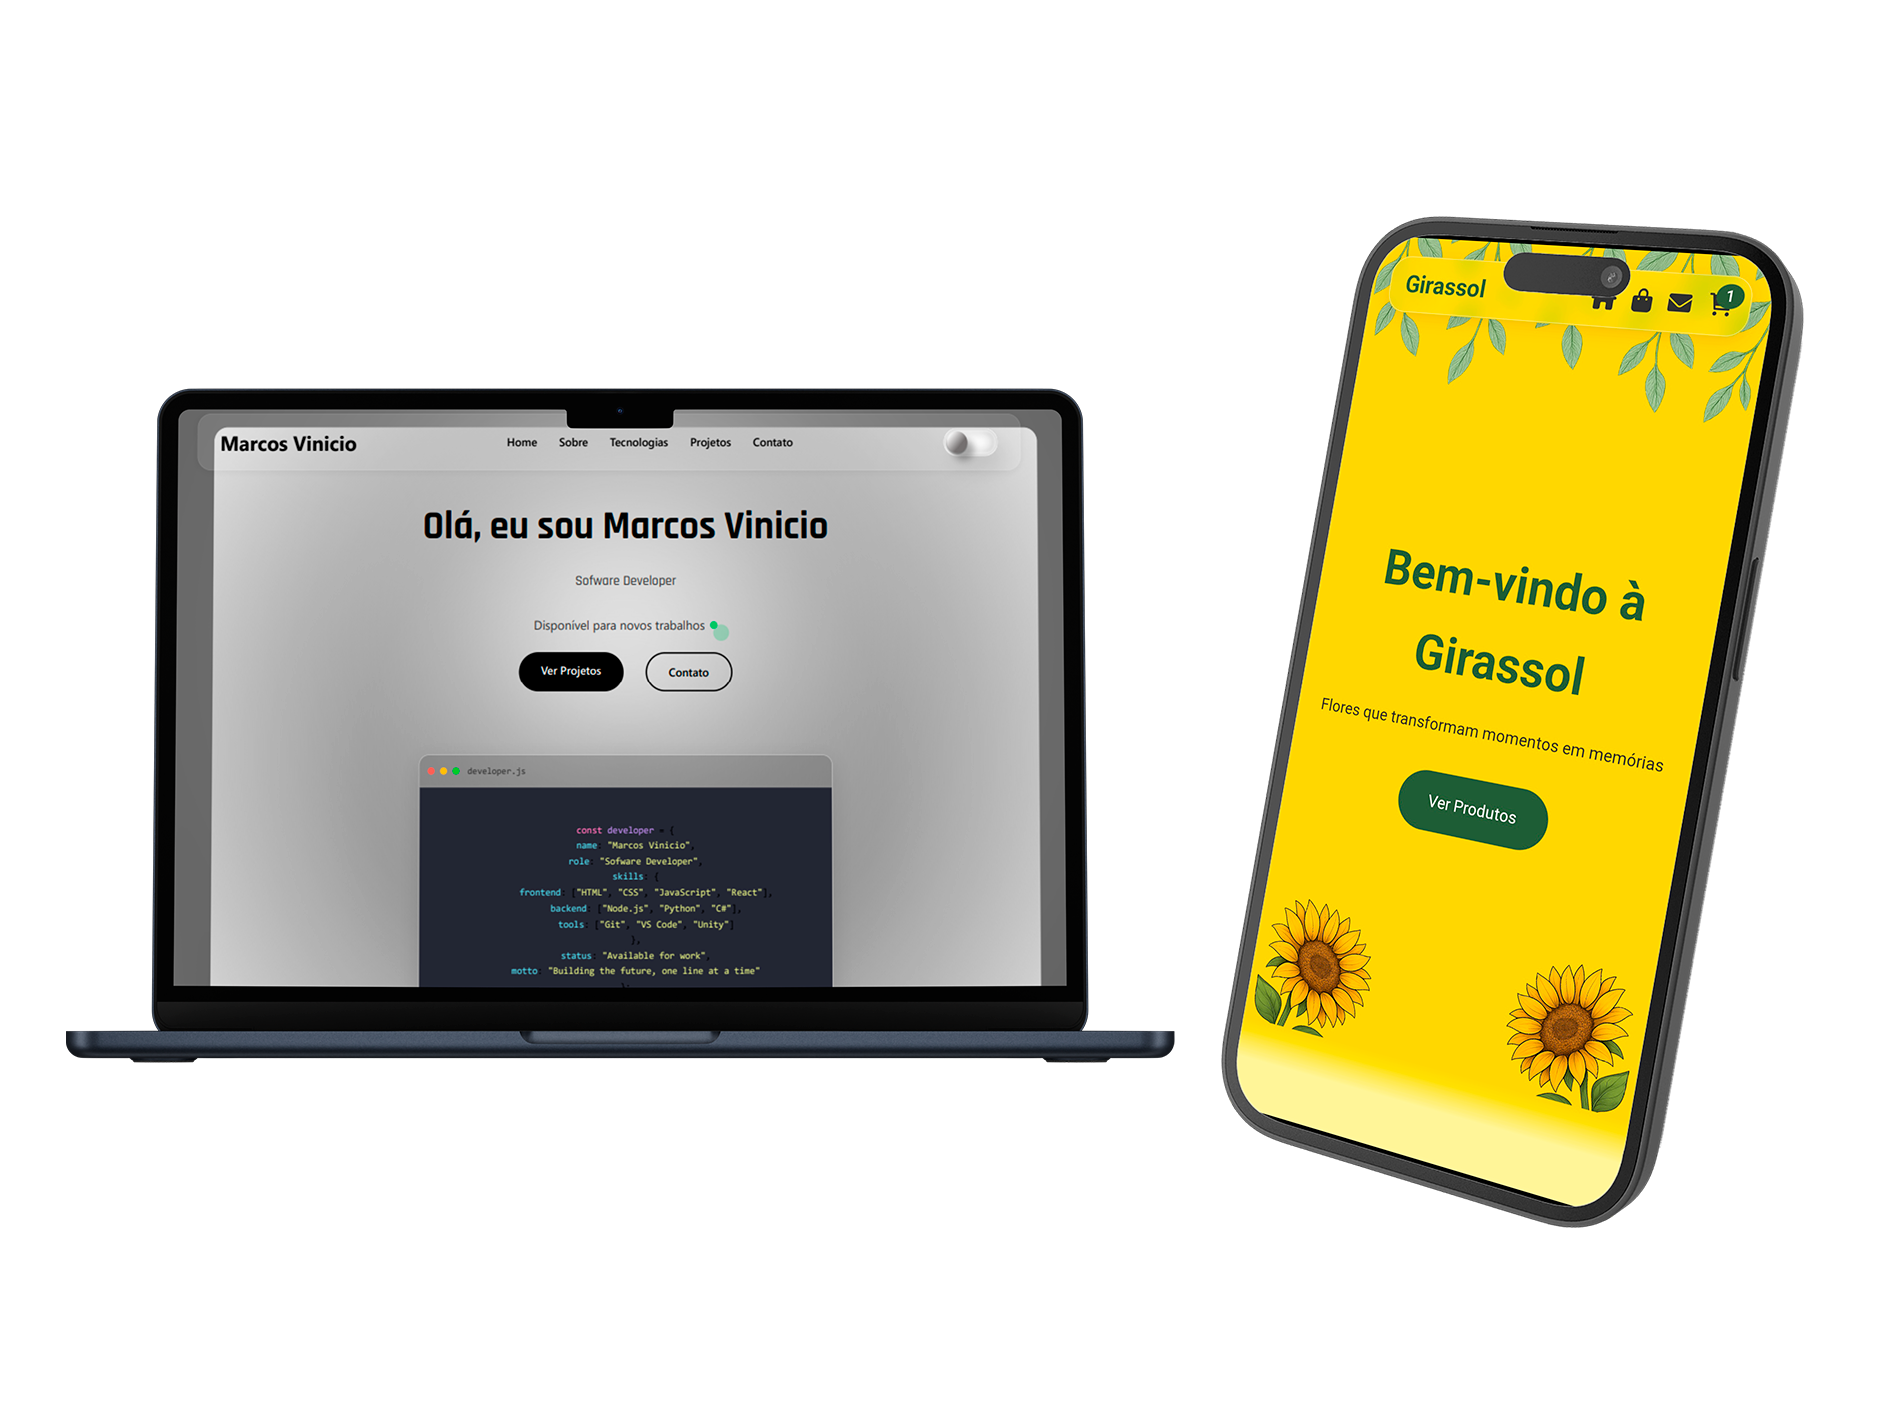 Marcos Vinicio
Home Sobre Tecnologias Projetos Contato
Olá, eu sou Marcos Vinicio
Sofware Developer
Disponível para novos trabalhos
Ver Projetos Contato
developer.js
const developer = {
name: "Marcos Vinicio",
role: "Sofware Developer",
skills: {
frontend: ["HTML", "CSS", "JavaScript", "React"],
backend: ["Node.js", "Python", "C#"],
tools: ["Git", "VS Code", "Unity"]
},
status: "Available for work",
motto: "Building the future, one line at a time"
};
Girassol 1
Bem-vindo à
Girassol
Flores que transformam momentos em memórias
Ver Produtos